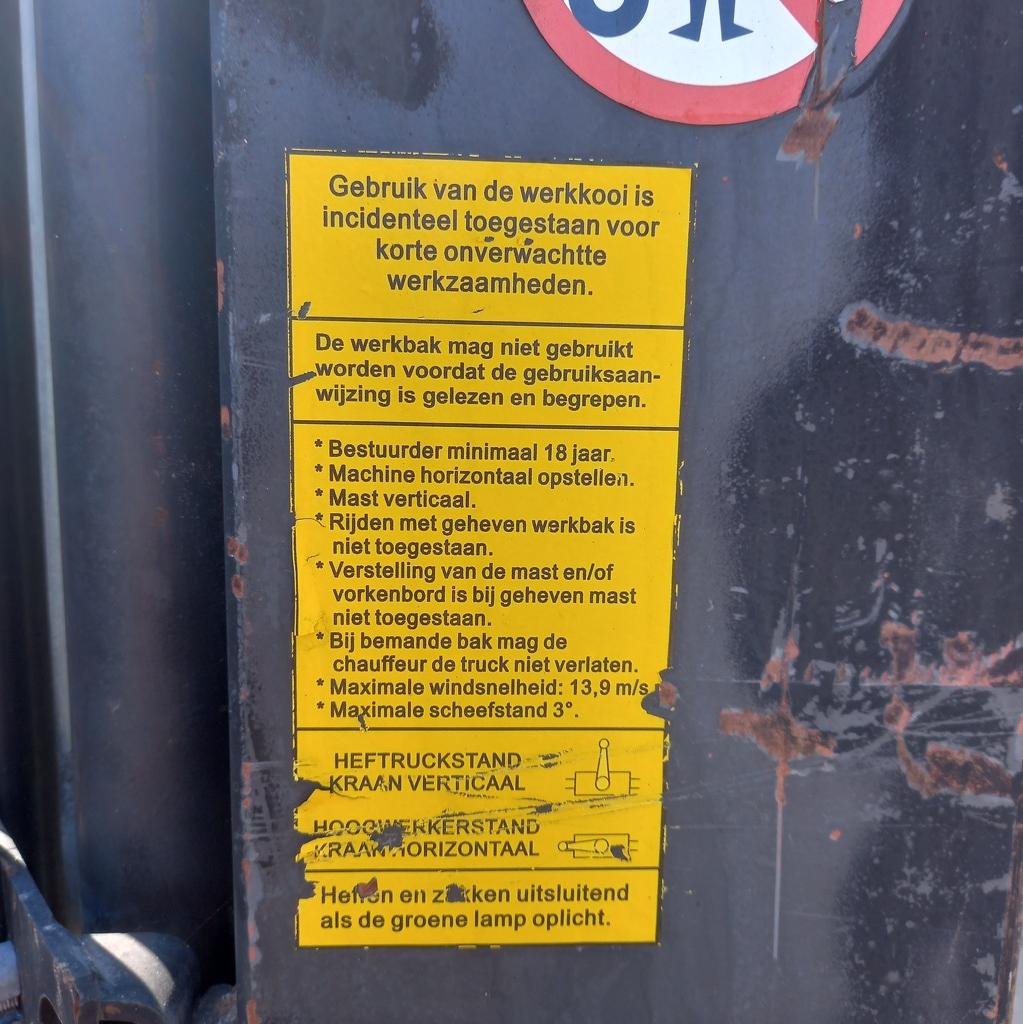 Gebruik van de werkkooi is
incidenteel toegestaan voor
korte onverwachtte
werkzaamheden.
De werkbak mag niet gebruikt
worden voordat de gebruiksaan-
wijzing is gelezen en begrepen.
* Bestuurder minimaal 18 jaar.
* Machine horizontaal opstellen.
* Mast verticaal.
* Rijden met geheven werkbak is
niet toegestaan.
* Verstelling van de mast en/of
vorkenbord is bij geheven mast
niet toegestaan.
* Bij bemande bak mag de
chauffeur de truck niet verlaten.
* Maximale windsnelheid: 13,9 m/s
* Maximale scheefstand 3°.
HEFTRUCKSTAND
KRAAN VERTICAAL
HOOGWERKERSTAND
KRAAN HORIZONTAAL
Heffen en zakken uitsluitend
als de groene lamp oplicht.